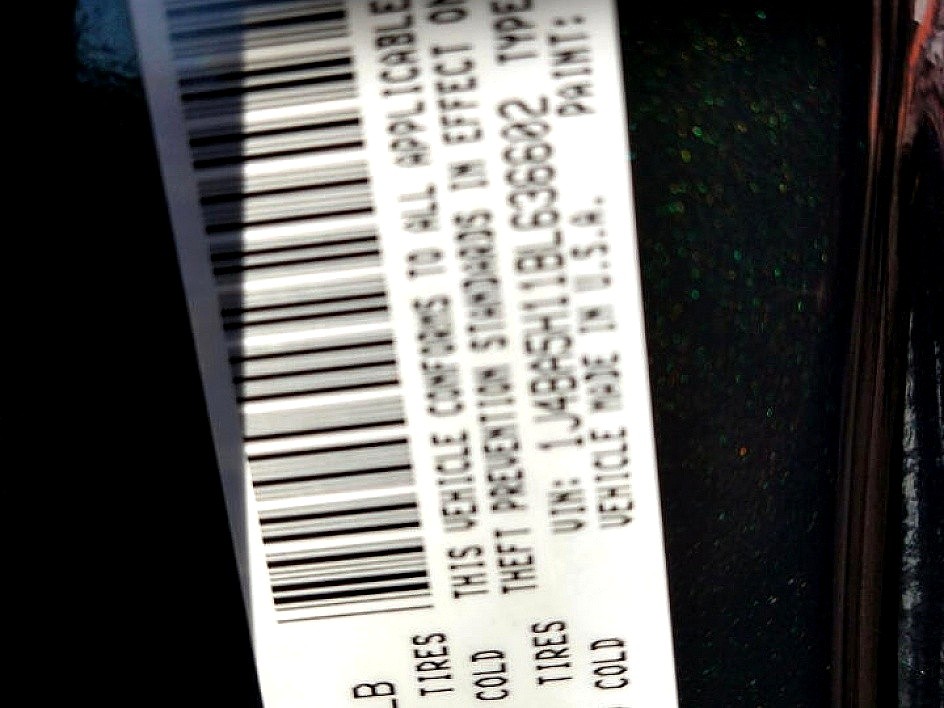 THIS VEHICLE CONFORMS TO ALL APPLICABLE
THEFT PREVENTION STANDARDS IN EFFECT ON
VIN: 1J4BA5H11BL636602 TYPE
VEHICLE MADE IN U.S.A. PAINT:
LB
TIRES
COLD
TIRES
COLD